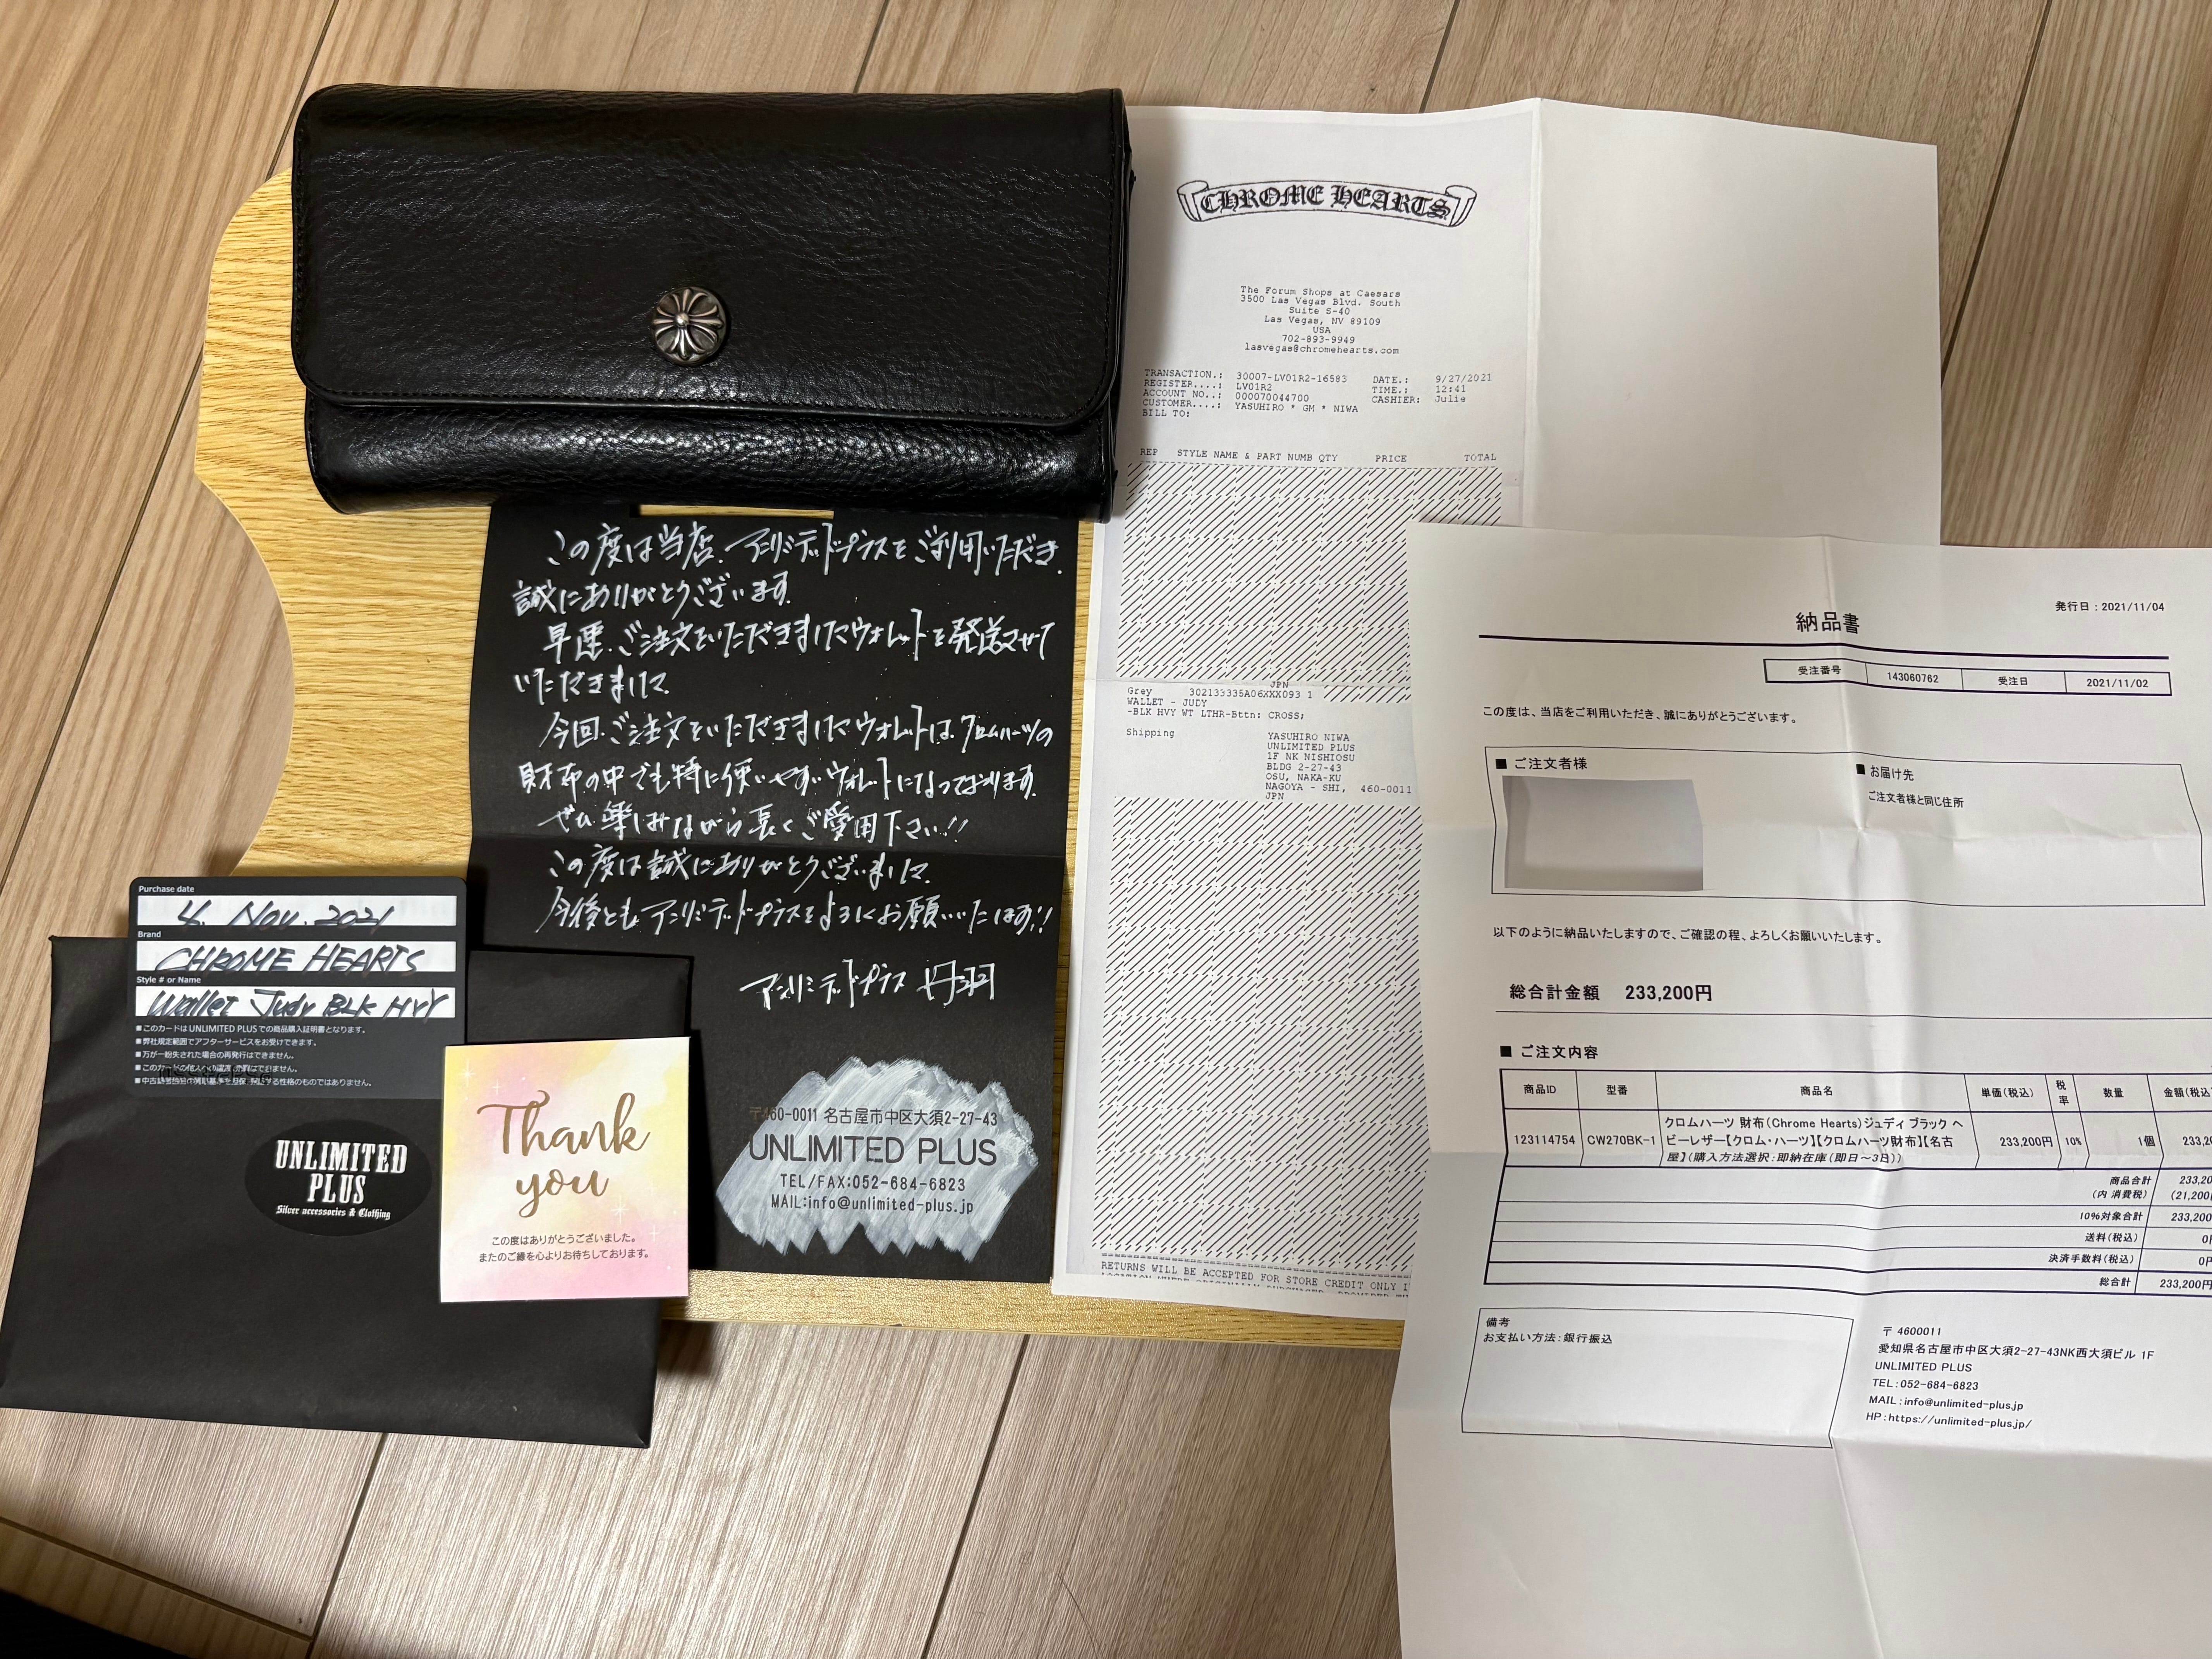 CHROME HEARTS
The Forum Shops at Caesars
3500 Las Vegas Blvd. South
Suite S-40
Las Vegas, NV 89109
USA
702-893-9949
lasvegas@chromehearts.com
TRANSACTION.: 30007-LV01R2-16583 DATE.: 9/27/2021
REGISTER....: LV01R2 TIME.: 12:41
ACCOUNT NO..: 000070044700 CASHIER: Julie
CUSTOMER....: YASUHIRO * GM * NIWA
BILL TO:
REP STYLE NAME & PART NUMB QTY PRICE TOTAL
JPN
Grey 302133335A06XXX093 1
WALLET - JUDY
-BLK HVY WT LTHR-Bttn: CROSS;
Shipping YASUHIRO NIWA
UNLIMITED PLUS
1F NK NISHIOSU
BLDG 2-27-43
OSU, NAKA-KU
NAGOYA - SHI, 460-0011
JPN
RETURNS WILL BE ACCEPTED FOR STORE CREDIT ONLY
この度は当店、アンリミテッドプラスをご利用いただき、
誠にありがとうございます。
早速、ご注文をいただきましたウォレットを発送させて
いただきました。
今回、ご注文をいただきましたウォレットは、クロムハーツの
財布の中でも特に使いやすいウォレットになっております。
ぜひ楽しみながら長くご愛用下さい!!
この度は誠にありがとうございました。
今後ともアンリミテッドプラスをよろしくお願いいたします!!
アンリミテッドプラス 丹羽
〒460-0011 名古屋市中区大須2-27-43
UNLIMITED PLUS
TEL/FAX:052-684-6823
MAIL:info@unlimited-plus.jp
Purchase date
4. Nov. 2021
Brand
CHROME HEARTS
Style # or Name
Wallet Judy BLK HVY
■このカードは UNLIMITED PLUS での商品購入証明書となります。
■弊社規定範囲でアフターサービスをお受けできます。
■万が一紛失された場合の再発行はできません。
UNLIMITED
PLUS
Silver accessories & Clothing
Thank
you
この度はありがとうございました。
またのご縁を心よりお待ちしております。
発行日:2021/11/04
納品書
受注番号 143060762 受注日 2021/11/02
この度は、当店をご利用いただき、誠にありがとうございます。
■ ご注文者様
■ お届け先
ご注文者様と同じ住所
以下のように納品いたしますので、ご確認の程、よろしくお願いいたします。
総合計金額 233,200円
■ ご注文内容
商品ID 型番 商品名 単価(税込) 税率 数量 金額(税込
123114754 CW270BK-1 クロムハーツ 財布(Chrome Hearts)ジュディ ブラック ヘ
ビーレザー【クロム・ハーツ】【クロムハーツ財布】【名古
屋】(購入方法選択:即納在庫(即日~3日)) 233,200円 10% 1個 233,20
商品合計 233,20
(内 消費税) (21,200
10%対象合計 233,200
送料(税込) 0円
決済手数料(税込) 0円
総合計 233,200円
備考
お支払い方法:銀行振込
〒 4600011
愛知県名古屋市中区大須2-27-43NK西大須ビル 1F
UNLIMITED PLUS
TEL:052-684-6823
MAIL:info@unlimited-plus.jp
HP:https://unlimited-plus.jp/